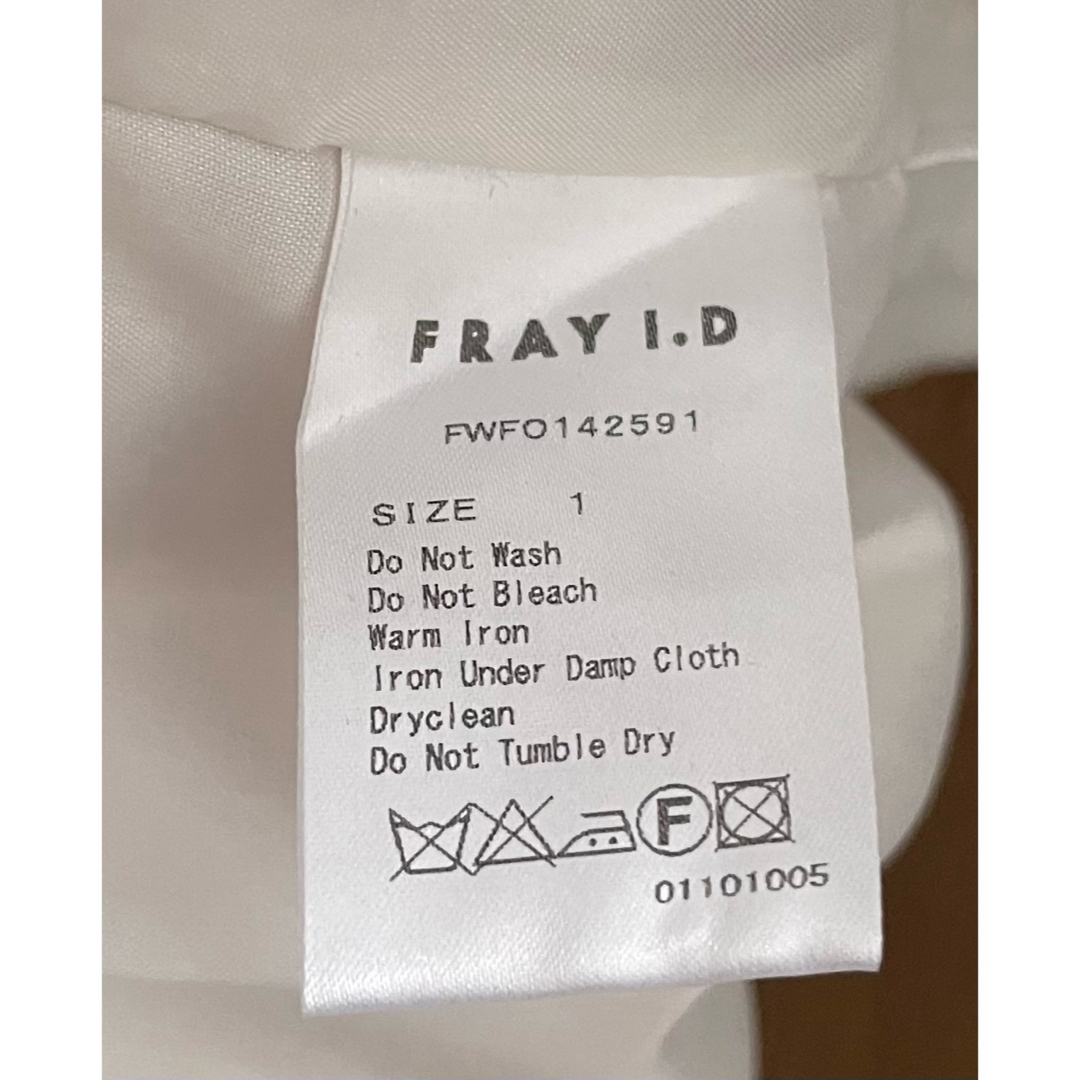 FRAY I.D
FWFO142591
SIZE 1
Do Not Wash
Do Not Bleach
Warm Iron
Iron Under Damp Cloth
Dryclean
Do Not Tumble Dry
F
01101005